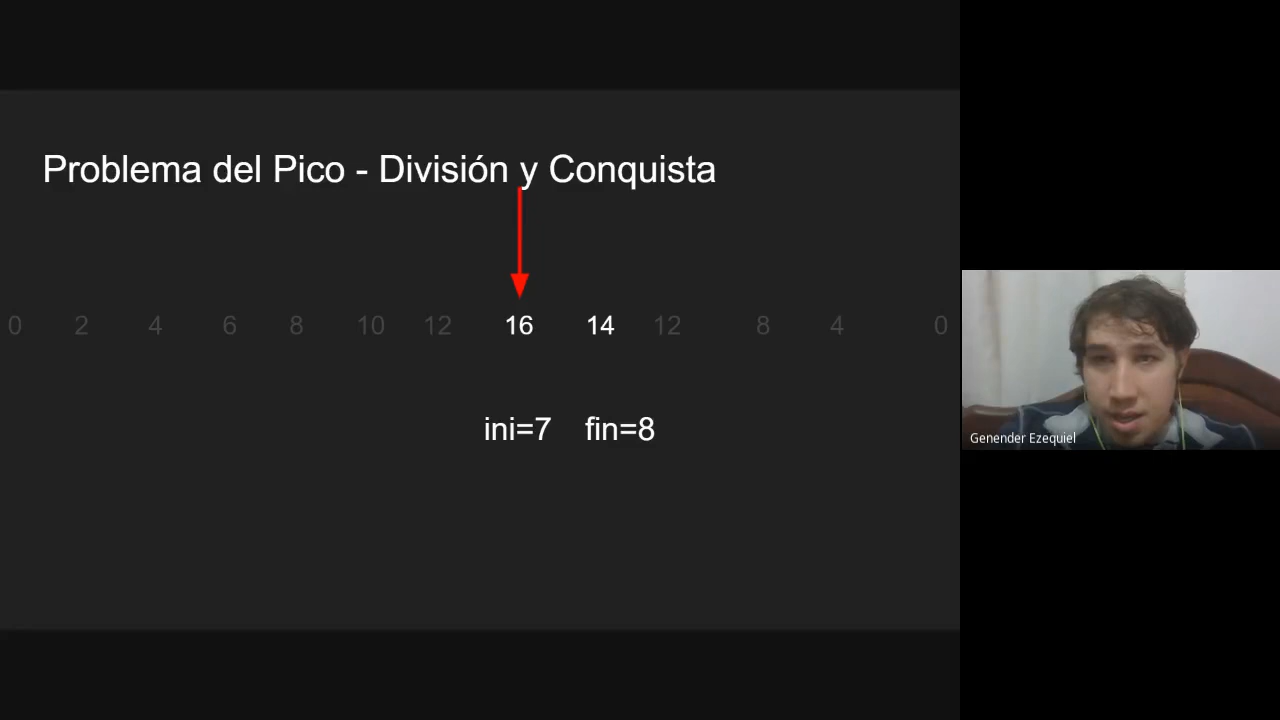 Problema del Pico - División y Conquista
0 2 4 6 8 10 12 16 14 12 8 4 0
ini=7 fin=8
Genender Ezequiel